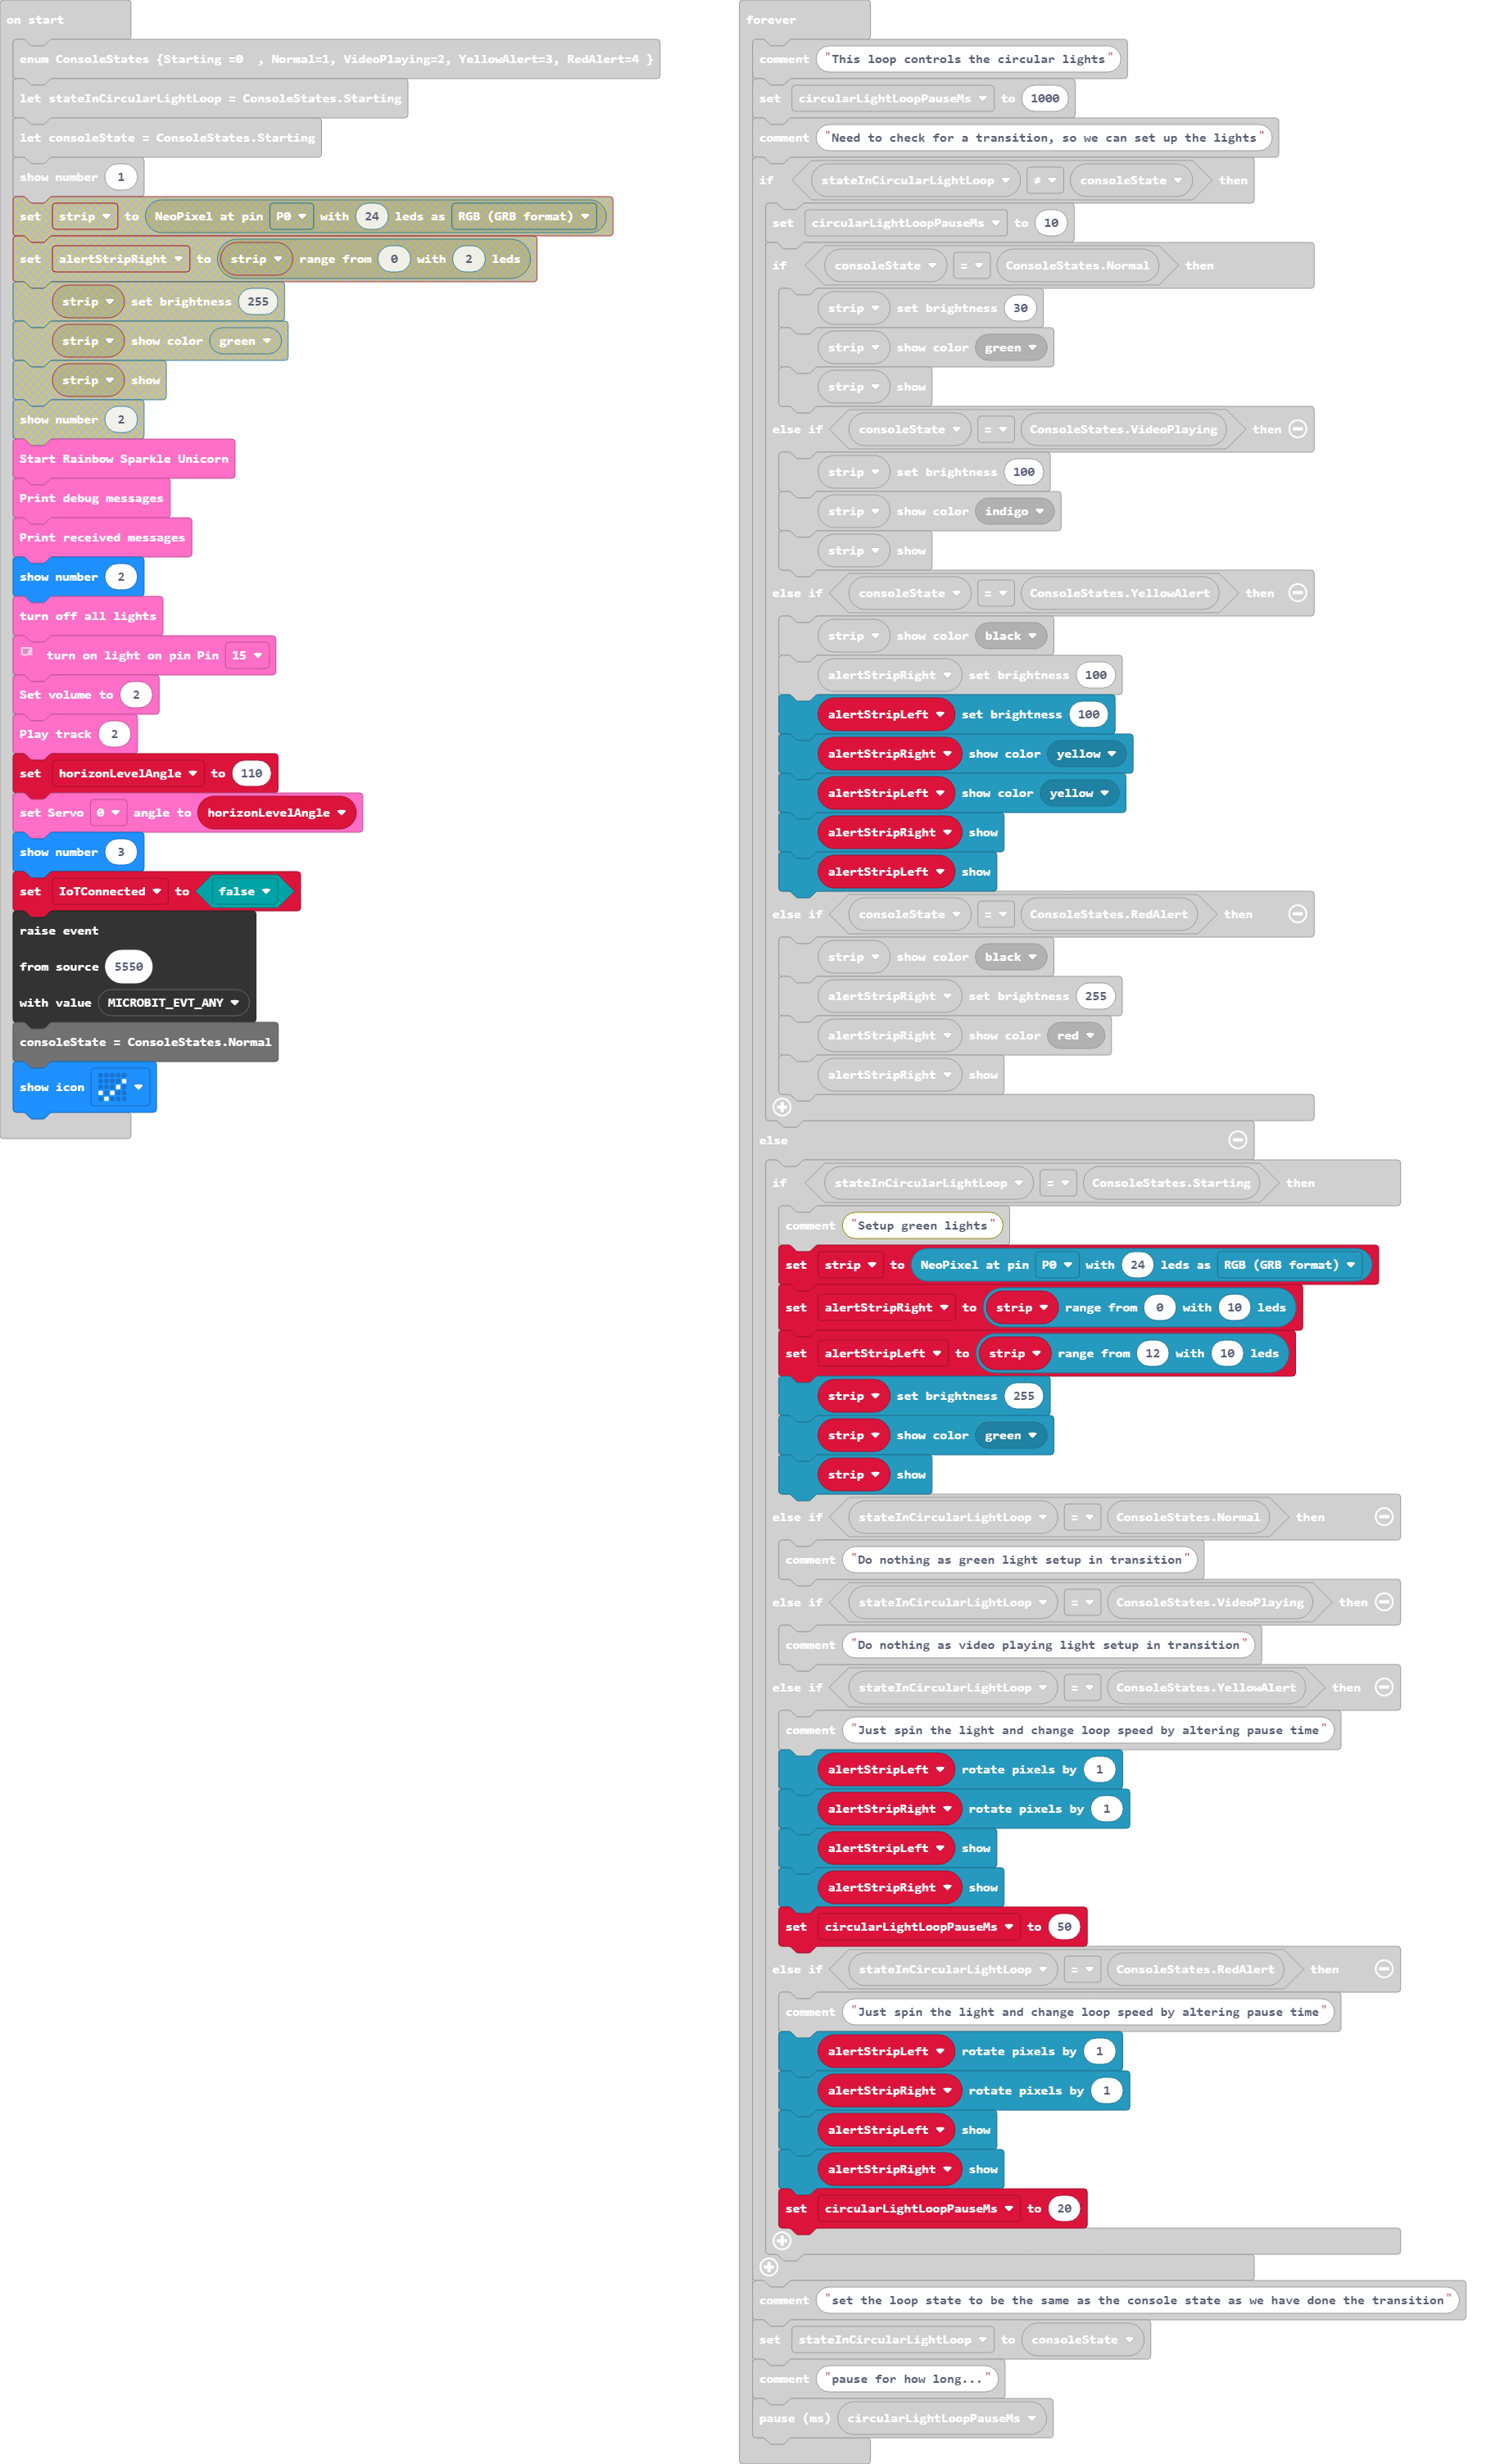 on start
enum ConsoleStates {Starting =0  , Normal=1, VideoPlaying=2, YellowAlert=3, RedAlert=4 }
let stateInCircularLightLoop = ConsoleStates.Starting
let consoleState = ConsoleStates.Starting
show number 1
set strip to NeoPixel at pin P0 with 24 leds as RGB (GRB format)
set alertStripRight to strip range from 0 with 2 leds
strip set brightness 255
strip show color green
strip show
show number 2
Start Rainbow Sparkle Unicorn
Print debug messages
Print received messages
show number 2
turn off all lights
turn on light on pin Pin 15
Set volume to 2
Play track 2
set horizonLevelAngle to 110
set Servo 0 angle to horizonLevelAngle
show number 3
set IoTConnected to false
raise event
from source 5550
with value MICROBIT_EVT_ANY
consoleState = ConsoleStates.Normal
show icon
forever
comment "This loop controls the circular lights"
set circularLightLoopPauseMs to 1000
comment "Need to check for a transition, so we can set up the lights"
if stateInCircularLightLoop ≠ consoleState then
set circularLightLoopPauseMs to 10
if consoleState = ConsoleStates.Normal then
strip set brightness 30
strip show color green
strip show
else if consoleState = ConsoleStates.VideoPlaying then
strip set brightness 100
strip show color indigo
strip show
else if consoleState = ConsoleStates.YellowAlert then
strip show color black
alertStripRight set brightness 100
alertStripLeft set brightness 100
alertStripRight show color yellow
alertStripLeft show color yellow
alertStripRight show
alertStripLeft show
else if consoleState = ConsoleStates.RedAlert then
strip show color black
alertStripRight set brightness 255
alertStripRight show color red
alertStripRight show
else
if stateInCircularLightLoop = ConsoleStates.Starting then
comment "Setup green lights"
set strip to NeoPixel at pin P0 with 24 leds as RGB (GRB format)
set alertStripRight to strip range from 0 with 10 leds
set alertStripLeft to strip range from 12 with 10 leds
strip set brightness 255
strip show color green
strip show
else if stateInCircularLightLoop = ConsoleStates.Normal then
comment "Do nothing as green light setup in transition"
else if stateInCircularLightLoop = ConsoleStates.VideoPlaying then
comment "Do nothing as video playing light setup in transition"
else if stateInCircularLightLoop = ConsoleStates.YellowAlert then
comment "Just spin the light and change loop speed by altering pause time"
alertStripLeft rotate pixels by 1
alertStripRight rotate pixels by 1
alertStripLeft show
alertStripRight show
set circularLightLoopPauseMs to 50
else if stateInCircularLightLoop = ConsoleStates.RedAlert then
comment "Just spin the light and change loop speed by altering pause time"
alertStripLeft rotate pixels by 1
alertStripRight rotate pixels by 1
alertStripLeft show
alertStripRight show
set circularLightLoopPauseMs to 20
comment "set the loop state to be the same as the console state as we have done the transition"
set stateInCircularLightLoop to consoleState
comment "pause for how long..."
pause (ms) circularLightLoopPauseMs